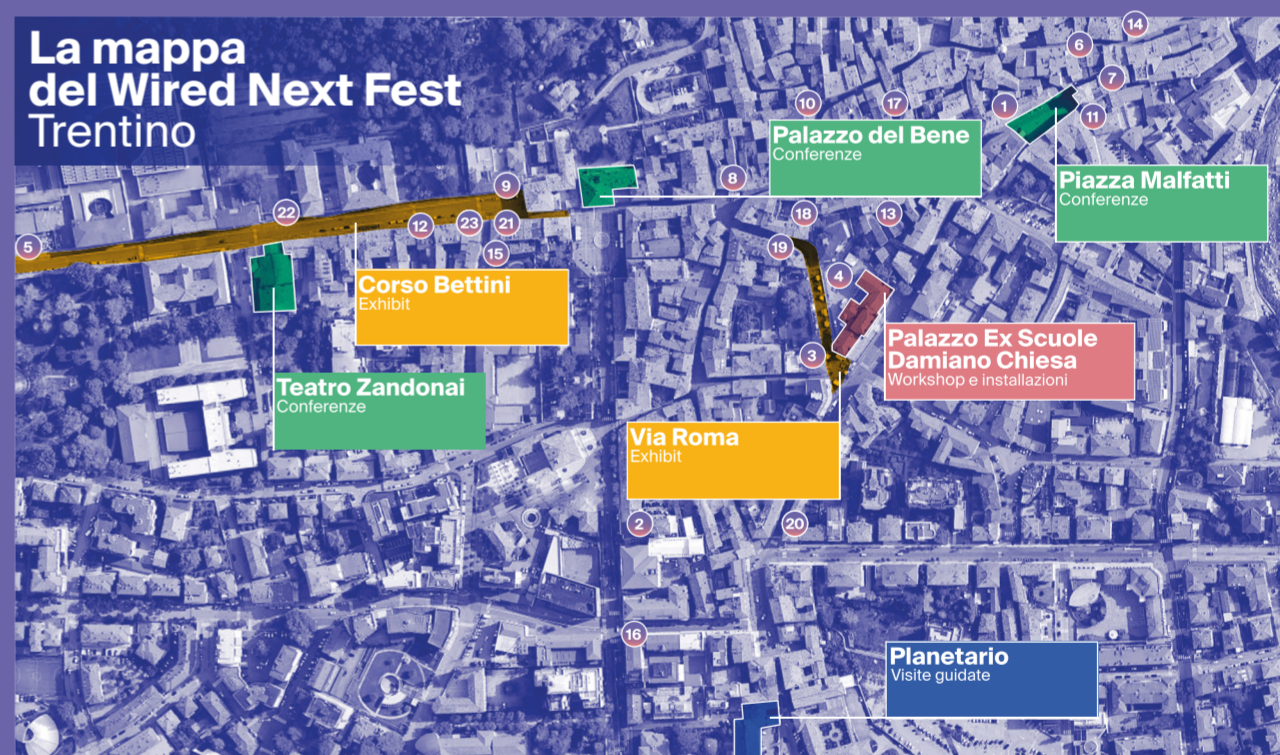 La mappa
del Wired Next Fest
Trentino
14
6
7
10
17
1
11
Palazzo del Bene
Conferenze
Piazza Malfatti
Conferenze
9
8
22
12
23
21
18
13
5
15
19
4
Corso Bettini
Exhibit
Palazzo Ex Scuole
Damiano Chiesa
Workshop e installazioni
3
Teatro Zandonai
Conferenze
Via Roma
Exhibit
2
20
16
Planetario
Visite guidate